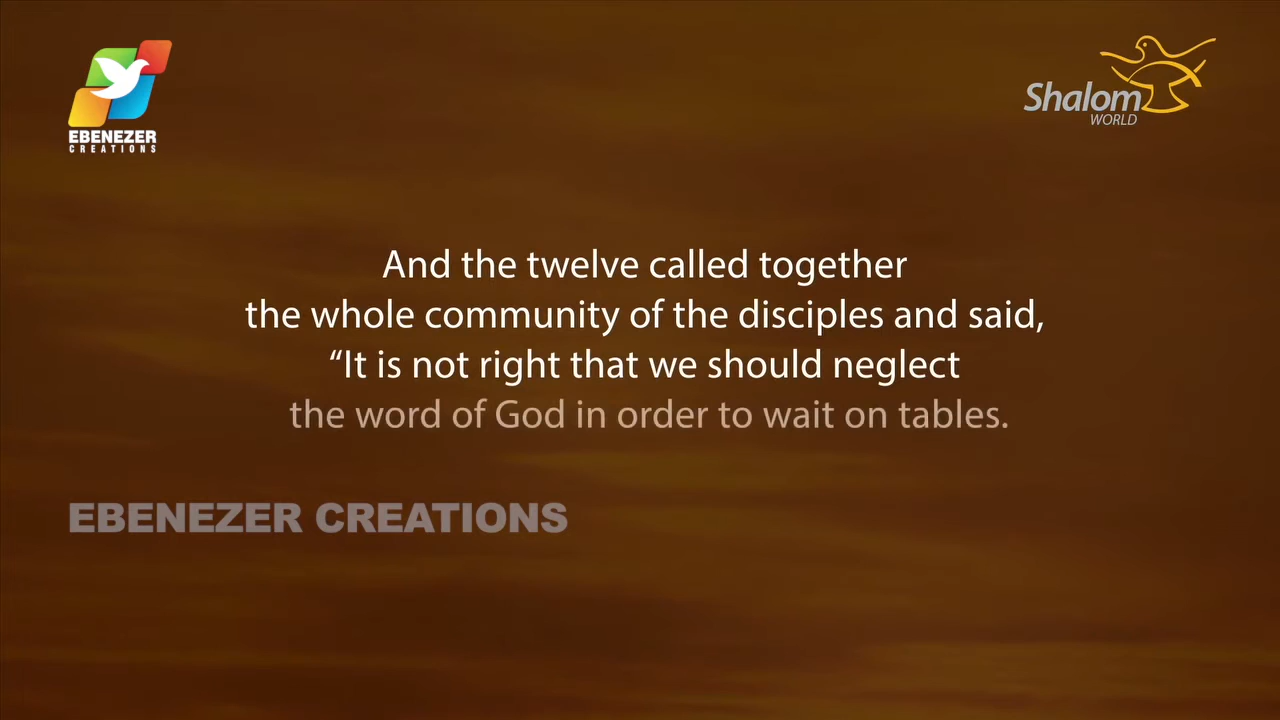 EBENEZER
CREATIONS
Shalom
WORLD
And the twelve called together
the whole community of the disciples and said,
“It is not right that we should neglect
the word of God in order to wait on tables.
EBENEZER CREATIONS